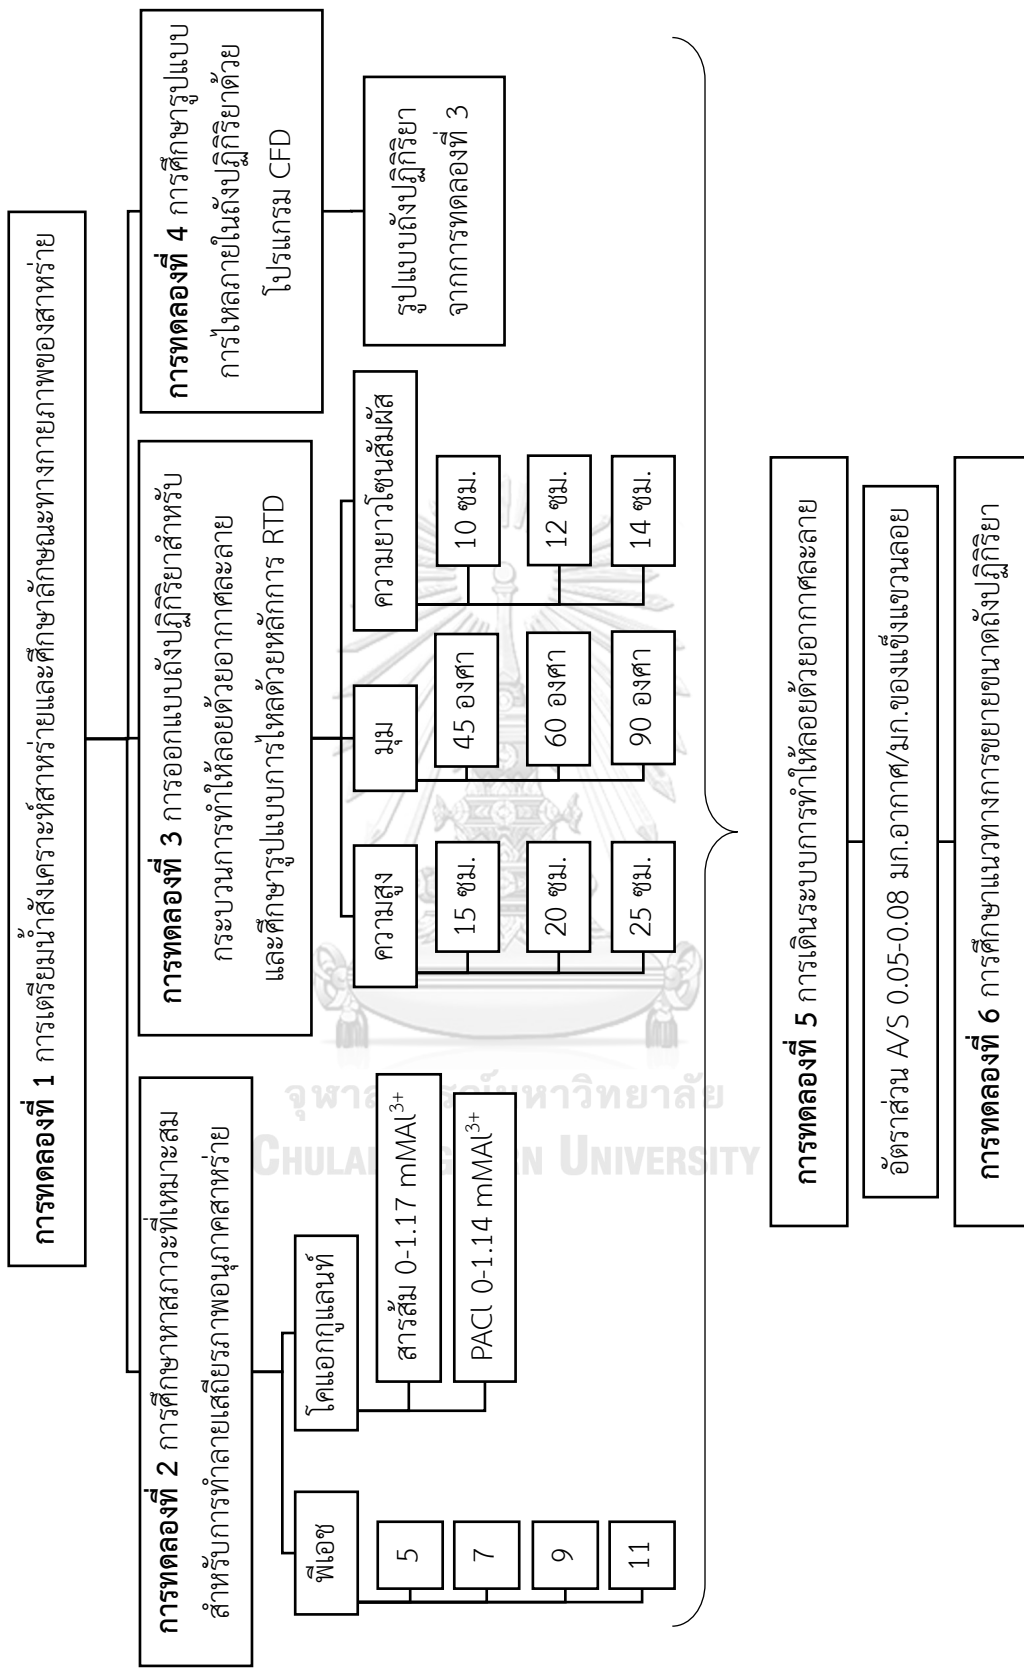 การทดลองที่ 1 การเตรียมน้ำสังเคราะห์สาหร่ายและศึกษาลักษณะทางกายภาพของสาหร่าย
การทดลองที่ 2 การศึกษาหาสภาวะที่เหมาะสม
สำหรับการทำลายเสถียรภาพอนุภาคสาหร่าย
พีเอช
5
7
9
11
โคแอกกูแลนท์
สารส้ม 0-1.17 mMAl³⁺
PACl 0-1.14 mMAl³⁺
การทดลองที่ 3 การออกแบบถังปฏิกิริยาสำหรับ
กระบวนการทำให้ลอยด้วยอากาศละลาย
และศึกษารูปแบบการไหลด้วยหลักการ RTD
ความสูง
15 ซม.
20 ซม.
25 ซม.
มุม
45 องศา
60 องศา
90 องศา
ความยาวโซนสัมผัส
10 ซม.
12 ซม.
14 ซม.
การทดลองที่ 4 การศึกษารูปแบบ
การไหลภายในถังปฏิกิริยาด้วย
โปรแกรม CFD
รูปแบบถังปฏิกิริยา
จากการทดลองที่ 3
การทดลองที่ 5 การเดินระบบการทำให้ลอยด้วยอากาศละลาย
อัตราส่วน A/S 0.05-0.08 มก.อากาศ/มก.ของแข็งแขวนลอย
การทดลองที่ 6 การศึกษาแนวทางการขยายขนาดถังปฏิกิริยา
จุฬาลงกรณ์มหาวิทยาลัย
CHULALONGKORN UNIVERSITY